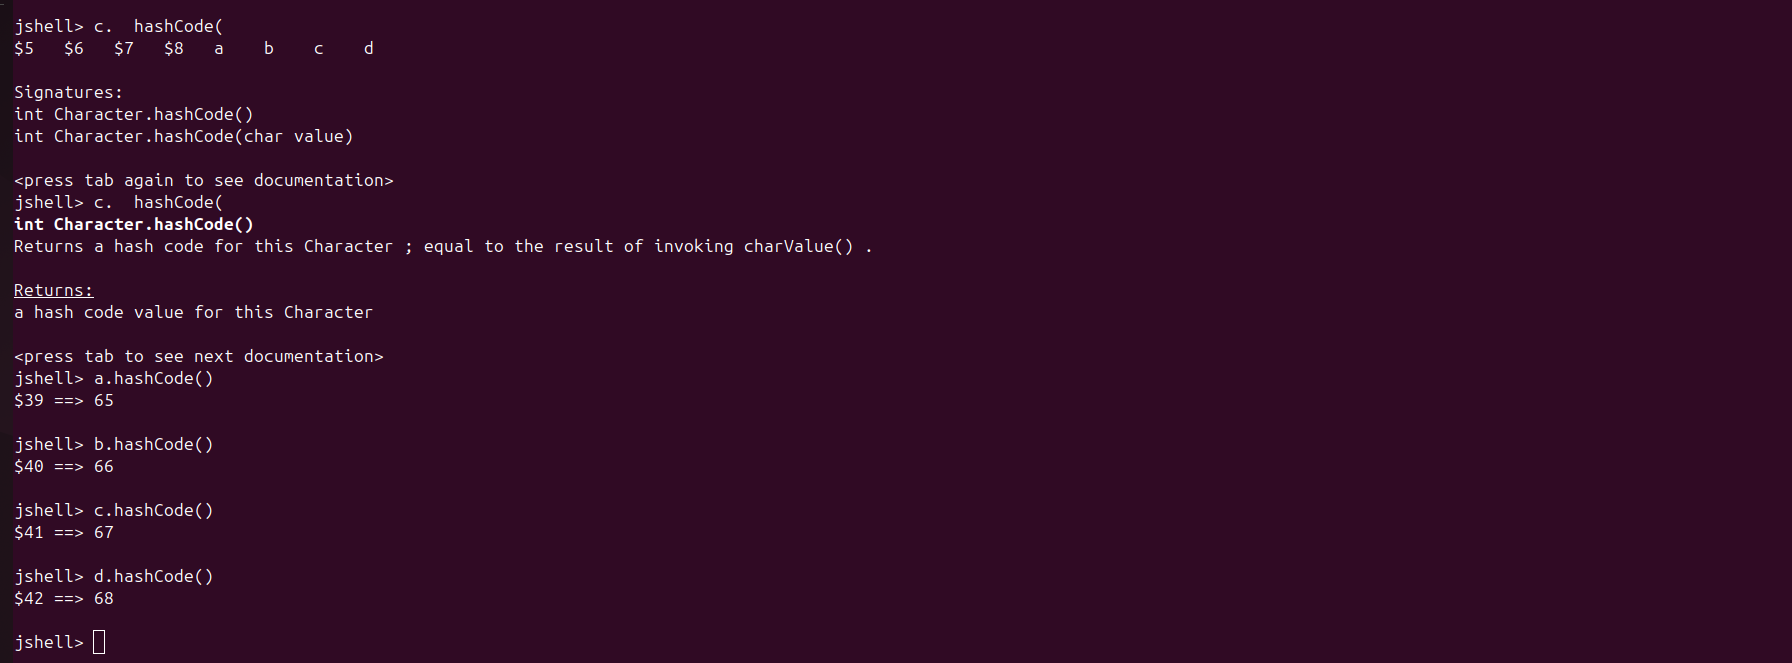 jshell> c.  hashCode(
$5   $6   $7   $8   a    b    c    d
Signatures:
int Character.hashCode()
int Character.hashCode(char value)
<press tab again to see documentation>
jshell> c.  hashCode(
int Character.hashCode()
Returns a hash code for this Character ; equal to the result of invoking charValue() .
Returns:
a hash code value for this Character
<press tab to see next documentation>
jshell> a.hashCode()
$39 ==> 65
jshell> b.hashCode()
$40 ==> 66
jshell> c.hashCode()
$41 ==> 67
jshell> d.hashCode()
$42 ==> 68
jshell>